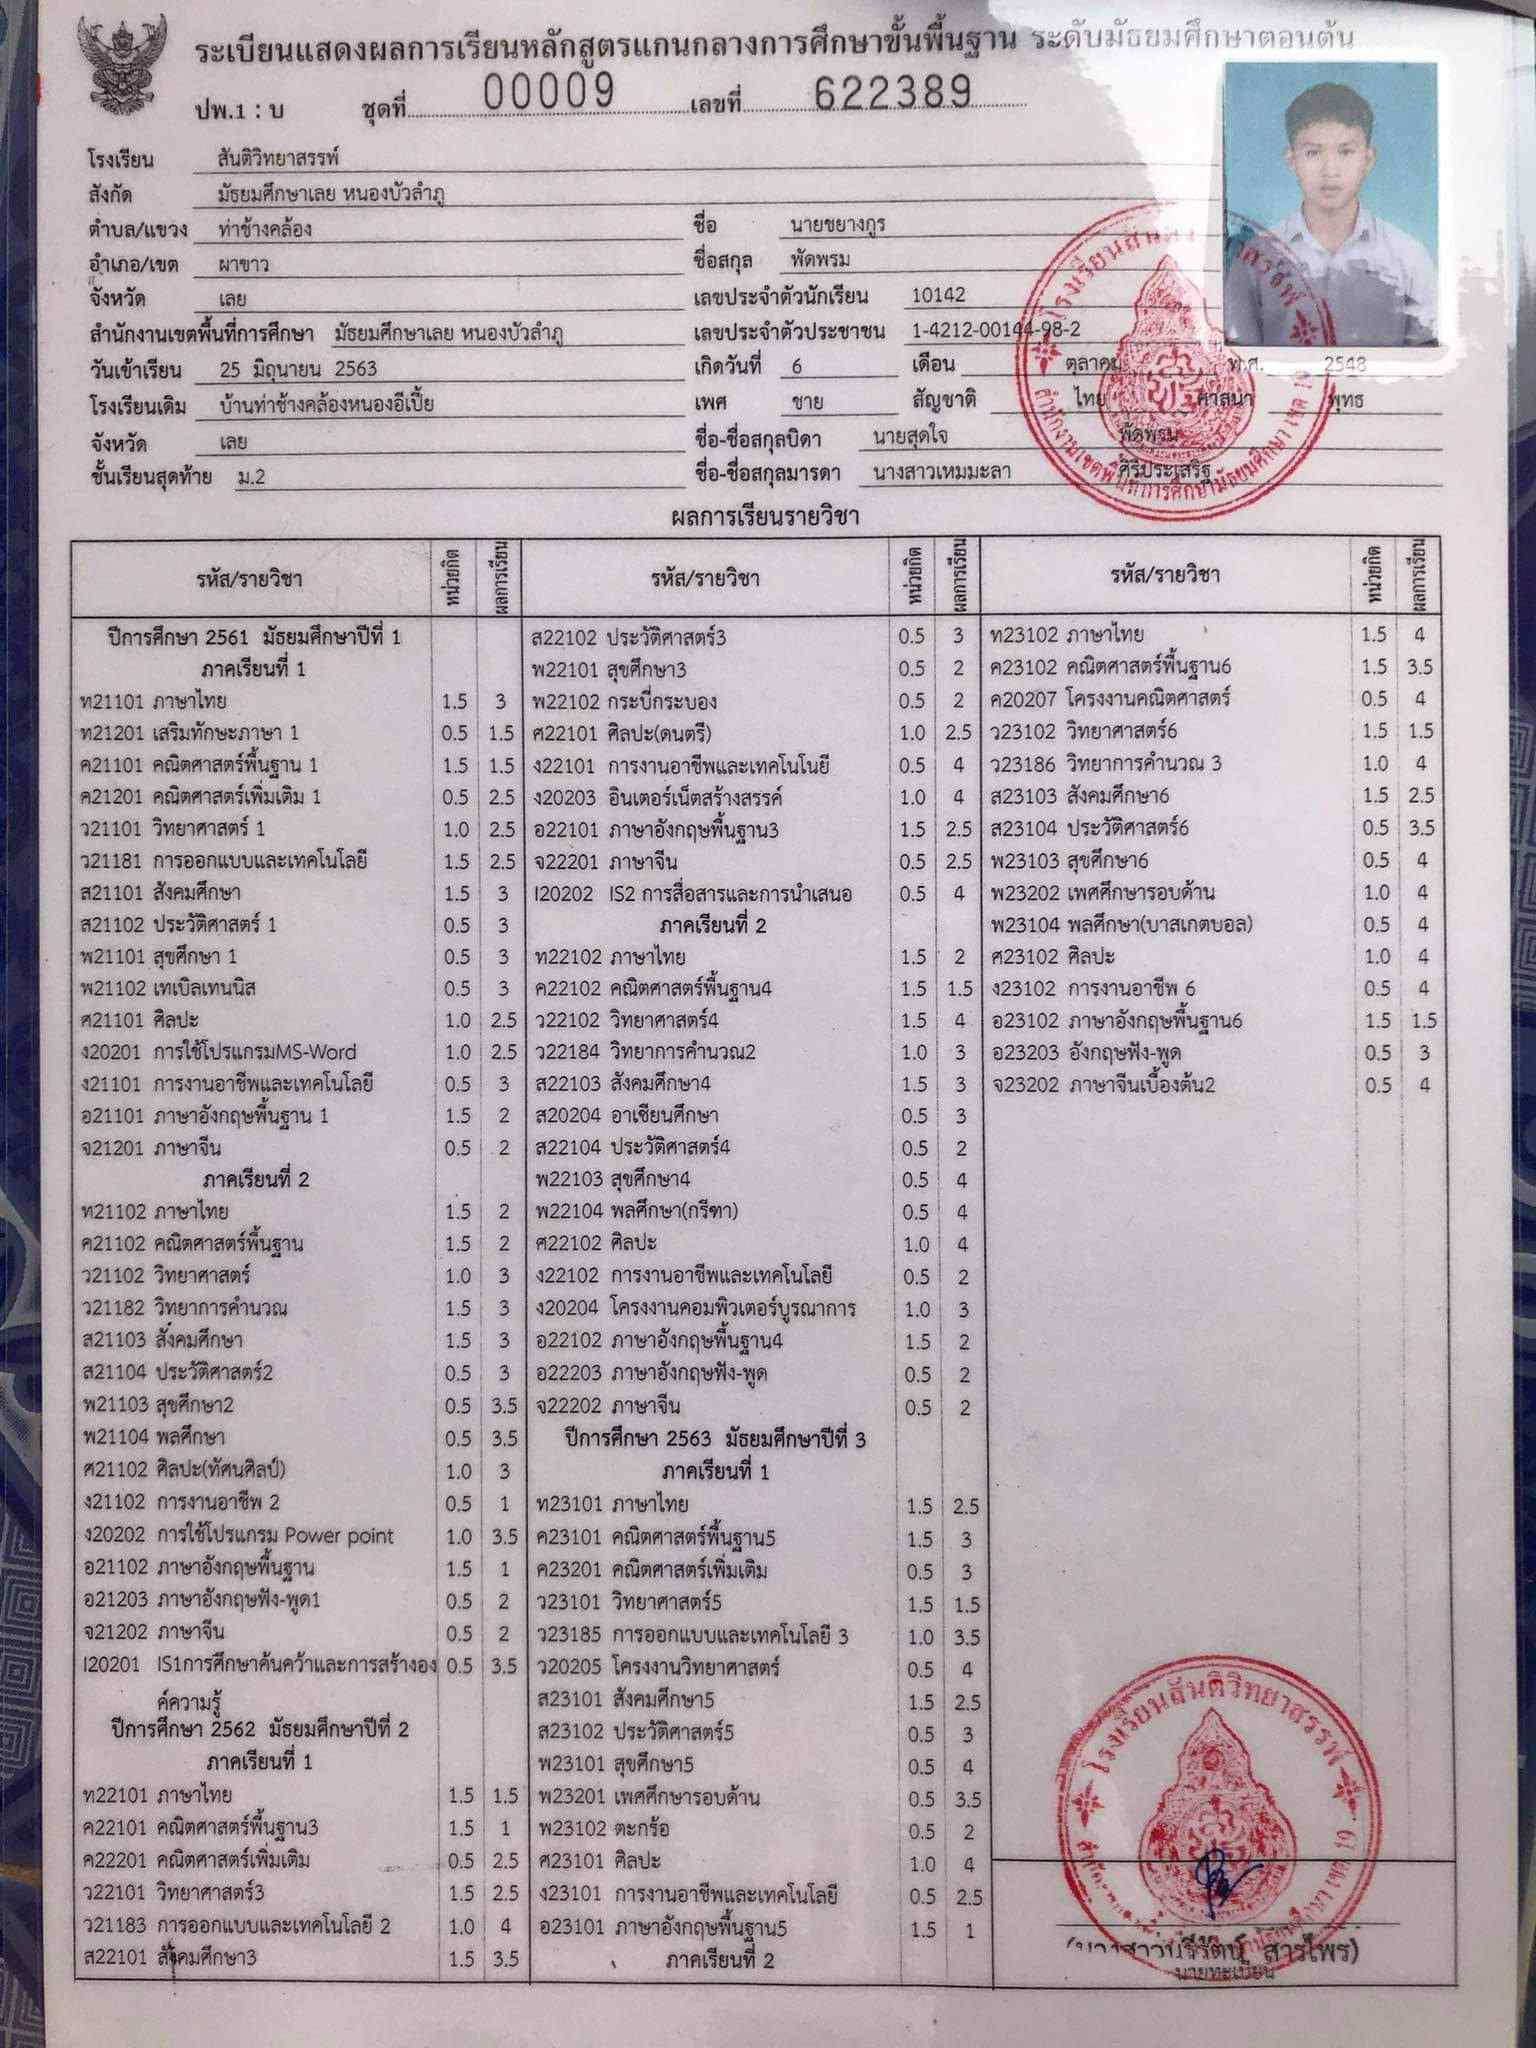 ระเบียนแสดงผลการเรียนหลักสูตรแกนกลางการศึกษาขั้นพื้นฐาน ระดับมัธยมศึกษาตอนต้น
ปพ.1 : บ ชุดที่ 00009 เลขที่ 622389
โรงเรียน สันติวิทยาสรรพ์
สังกัด มัธยมศึกษาเลย หนองบัวลำภู
ตำบล/แขวง ท่าช้างคล้อง
อำเภอ/เขต ผาขาว
จังหวัด เลย
สำนักงานเขตพื้นที่การศึกษา มัธยมศึกษาเลย หนองบัวลำภู
วันเข้าเรียน 25 มิถุนายน 2563
โรงเรียนเดิม บ้านท่าช้างคล้องหนองอีเปี้ย
จังหวัด เลย
ชั้นเรียนสุดท้าย ม.2
ชื่อ นายชยางกูร
ชื่อสกุล พัดพรม
เลขประจำตัวนักเรียน 10142
เลขประจำตัวประชาชน 1-4212-00144-98-2
เกิดวันที่ 6 เดือน ตุลาคม พ.ศ. 2548
เพศ ชาย สัญชาติ ไทย ศาสนา พุทธ
ชื่อ-ชื่อสกุลบิดา นายสุดใจ พัดพรม
ชื่อ-ชื่อสกุลมารดา นางสาวเหมมะลา ศิริประเสริฐ
ผลการเรียนรายวิชา
รหัส/รายวิชา หน่วยกิต ผลการเรียน
ปีการศึกษา 2561 มัธยมศึกษาปีที่ 1
ภาคเรียนที่ 1
ท21101 ภาษาไทย 1.5 3
ท21201 เสริมทักษะภาษา 1 0.5 1.5
ค21101 คณิตศาสตร์พื้นฐาน 1 1.5 1.5
ค21201 คณิตศาสตร์เพิ่มเติม 1 0.5 2.5
ว21101 วิทยาศาสตร์ 1 1.0 2.5
ว21181 การออกแบบและเทคโนโลยี 1.5 2.5
ส21101 สังคมศึกษา 1.5 3
ส21102 ประวัติศาสตร์ 1 0.5 3
พ21101 สุขศึกษา 1 0.5 3
พ21102 เทเบิลเทนนิส 0.5 3
ศ21101 ศิลปะ 1.0 2.5
ง20201 การใช้โปรแกรมMS-Word 1.0 2.5
ง21101 การงานอาชีพและเทคโนโลยี 0.5 3
อ21101 ภาษาอังกฤษพื้นฐาน 1 1.5 2
จ21201 ภาษาจีน 0.5 2
ภาคเรียนที่ 2
ท21102 ภาษาไทย 1.5 2
ค21102 คณิตศาสตร์พื้นฐาน 1.5 2
ว21102 วิทยาศาสตร์ 1.0 3
ว21182 วิทยาการคำนวณ 1.5 3
ส21103 สังคมศึกษา 1.5 3
ส21104 ประวัติศาสตร์2 0.5 3
พ21103 สุขศึกษา2 0.5 3.5
พ21104 พลศึกษา 0.5 3.5
ศ21102 ศิลปะ(ทัศนศิลป์) 1.0 3
ง21102 การงานอาชีพ 2 0.5 1
ง20202 การใช้โปรแกรม Power point 1.0 3.5
อ21102 ภาษาอังกฤษพื้นฐาน 1.5 1
อ21203 ภาษาอังกฤษฟัง-พูด1 0.5 2
จ21202 ภาษาจีน 0.5 2
I20201 IS1การศึกษาค้นคว้าและการสร้างอง 0.5 3.5
ค์ความรู้
ปีการศึกษา 2562 มัธยมศึกษาปีที่ 2
ภาคเรียนที่ 1
ท22101 ภาษาไทย 1.5 1.5
ค22101 คณิตศาสตร์พื้นฐาน3 1.5 1
ค22201 คณิตศาสตร์เพิ่มเติม 0.5 2.5
ว22101 วิทยาศาสตร์3 1.5 2.5
ว21183 การออกแบบและเทคโนโลยี 2 1.0 4
ส22101 สังคมศึกษา3 1.5 3.5
รหัส/รายวิชา หน่วยกิต ผลการเรียน
ส22102 ประวัติศาสตร์3 0.5 3
พ22101 สุขศึกษา3 0.5 2
พ22102 กระบี่กระบอง 0.5 2
ศ22101 ศิลปะ(ดนตรี) 1.0 2.5
ง22101 การงานอาชีพและเทคโนโนยี 0.5 4
ง20203 อินเตอร์เน็ตสร้างสรรค์ 1.0 4
อ22101 ภาษาอังกฤษพื้นฐาน3 1.5 2.5
จ22201 ภาษาจีน 0.5 2.5
I20202 IS2 การสื่อสารและการนำเสนอ 0.5 4
ภาคเรียนที่ 2
ท22102 ภาษาไทย 1.5 2
ค22102 คณิตศาสตร์พื้นฐาน4 1.5 1.5
ว22102 วิทยาศาสตร์4 1.5 4
ว22184 วิทยาการคำนวณ2 1.0 3
ส22103 สังคมศึกษา4 1.5 3
ส20204 อาเซียนศึกษา 0.5 3
ส22104 ประวัติศาสตร์4 0.5 2
พ22103 สุขศึกษา4 0.5 4
พ22104 พลศึกษา(กรีฑา) 0.5 4
ศ22102 ศิลปะ 1.0 4
ง22102 การงานอาชีพและเทคโนโลยี 0.5 2
ง20204 โครงงานคอมพิวเตอร์บูรณาการ 1.0 3
อ22102 ภาษาอังกฤษพื้นฐาน4 1.5 2
อ22203 ภาษาอังกฤษฟัง-พูด 0.5 2
จ22202 ภาษาจีน 0.5 2
ปีการศึกษา 2563 มัธยมศึกษาปีที่ 3
ภาคเรียนที่ 1
ท23101 ภาษาไทย 1.5 2.5
ค23101 คณิตศาสตร์พื้นฐาน5 1.5 3
ค23201 คณิตศาสตร์เพิ่มเติม 0.5 3
ว23101 วิทยาศาสตร์5 1.5 1.5
ว23185 การออกแบบและเทคโนโลยี 3 1.0 3.5
ว20205 โครงงานวิทยาศาสตร์ 0.5 4
ส23101 สังคมศึกษา5 1.5 2.5
ส23102 ประวัติศาสตร์5 0.5 3
พ23101 สุขศึกษา5 0.5 4
พ23201 เพศศึกษารอบด้าน 0.5 3.5
พ23102 ตะกร้อ 0.5 2
ศ23101 ศิลปะ 1.0 4
ง23101 การงานอาชีพและเทคโนโลยี 0.5 2.5
อ23101 ภาษาอังกฤษพื้นฐาน5 1.5 1
ภาคเรียนที่ 2
รหัส/รายวิชา หน่วยกิต ผลการเรียน
ท23102 ภาษาไทย 1.5 4
ค23102 คณิตศาสตร์พื้นฐาน6 1.5 3.5
ค20207 โครงงานคณิตศาสตร์ 0.5 4
ว23102 วิทยาศาสตร์6 1.5 1.5
ว23186 วิทยาการคำนวณ 3 1.0 4
ส23103 สังคมศึกษา6 1.5 2.5
ส23104 ประวัติศาสตร์6 0.5 3.5
พ23103 สุขศึกษา6 0.5 4
พ23202 เพศศึกษารอบด้าน 1.0 4
พ23104 พลศึกษา(บาสเกตบอล) 0.5 4
ศ23102 ศิลปะ 1.0 4
ง23102 การงานอาชีพ 6 0.5 4
อ23102 ภาษาอังกฤษพื้นฐาน6 1.5 1.5
อ23203 อังกฤษฟัง-พูด 0.5 3
จ23202 ภาษาจีนเบื้องต้น2 0.5 4
โรงเรียนสันติวิทยาสรรพ์
สารไพร)
นายทะเบียน